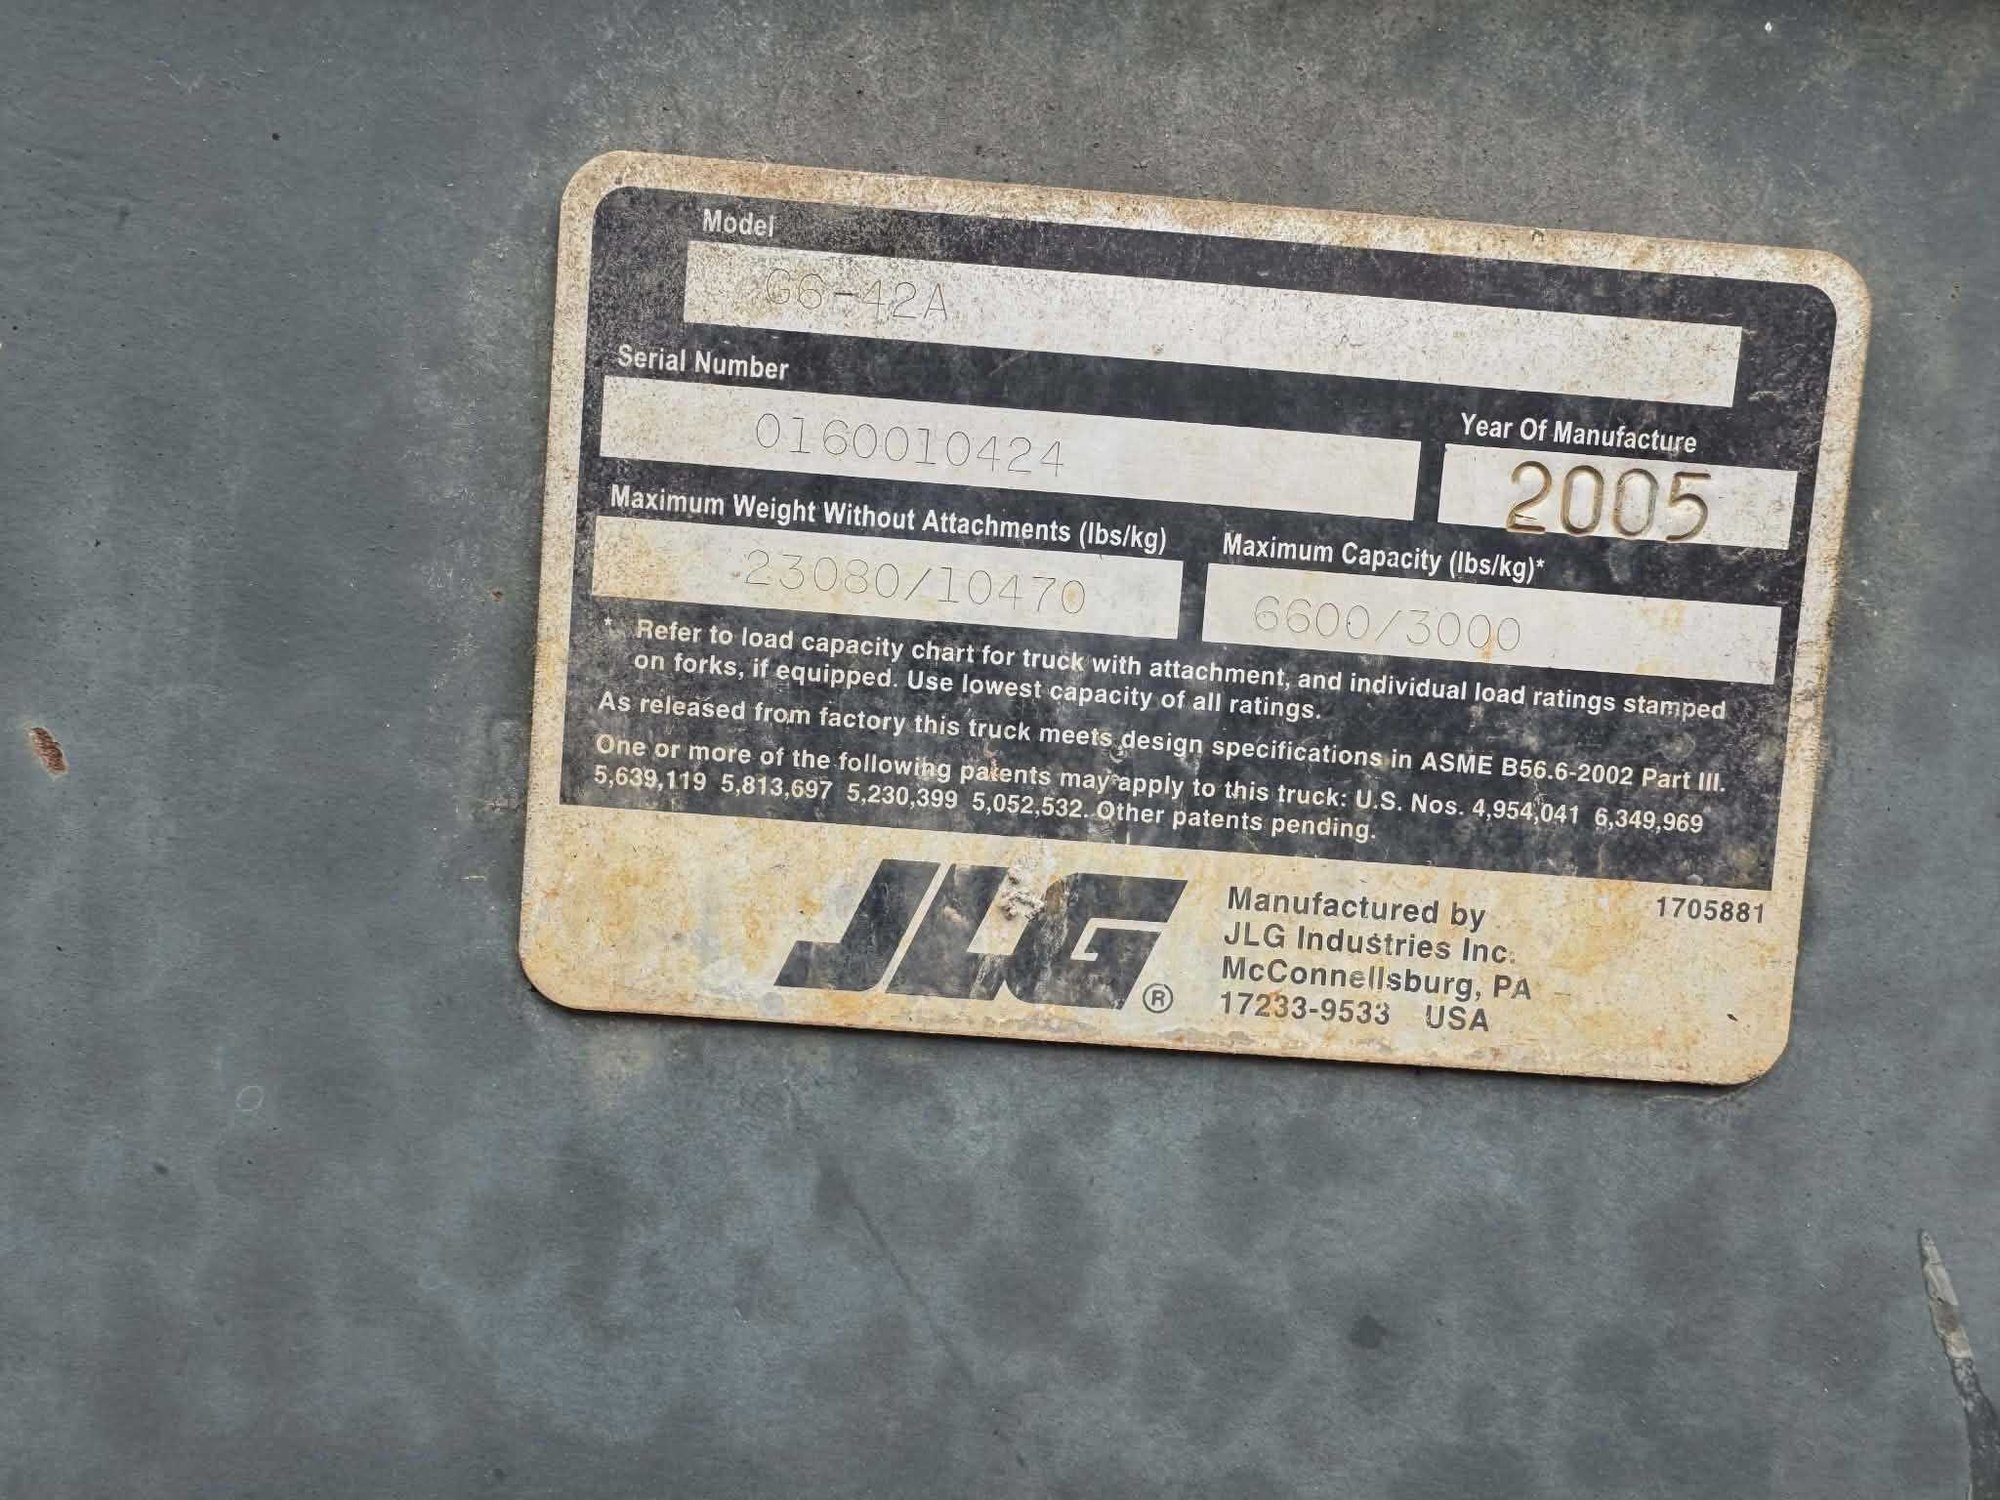 Model
G6-42A
Serial Number
0160010424
Year Of Manufacture
2005
Maximum Weight Without Attachments (lbs/kg)
23080/10470
Maximum Capacity (lbs/kg)*
6600/3000
* Refer to load capacity chart for truck with attachment, and individual load ratings stamped
on forks, if equipped. Use lowest capacity of all ratings.
As released from factory this truck meets design specifications in ASME B56.6-2002 Part III.
One or more of the following patents may apply to this truck: U.S. Nos. 4,954,041 6,349,969
5,639,119 5,813,697 5,230,399 5,052,532. Other patents pending.
JLG®
Manufactured by
JLG Industries Inc.
McConnellsburg, PA
17233-9533 USA
1705881